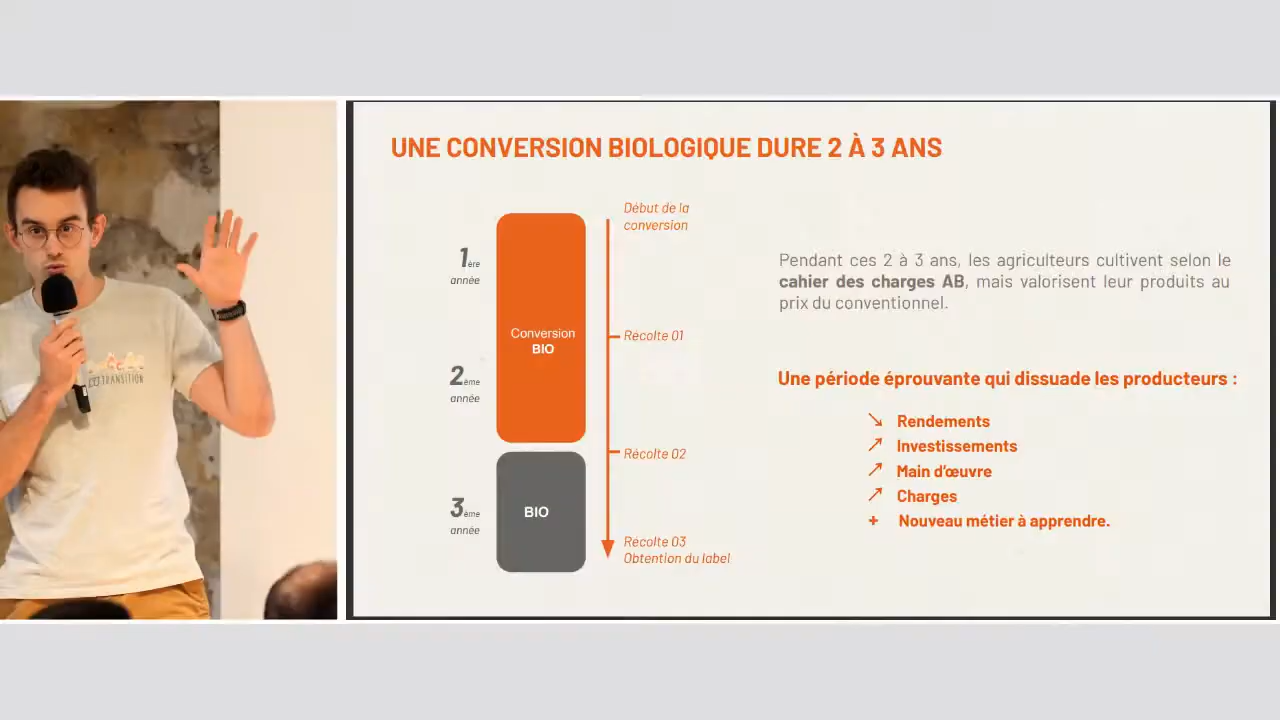 UNE CONVERSION BIOLOGIQUE DURE 2 À 3 ANS
1ère
année
2ème
année
3ème
année
Conversion
BIO
BIO
Début de la
conversion
Récolte 01
Récolte 02
Récolte 03
Obtention du label
Pendant ces 2 à 3 ans, les agriculteurs cultivent selon le
cahier des charges AB, mais valorisent leur produits au
prix du conventionnel.
Une période éprouvante qui dissuade les producteurs :
↘ Rendements
↗ Investissements
↗ Main d'œuvre
↗ Charges
+ Nouveau métier à apprendre.
TRANSITION